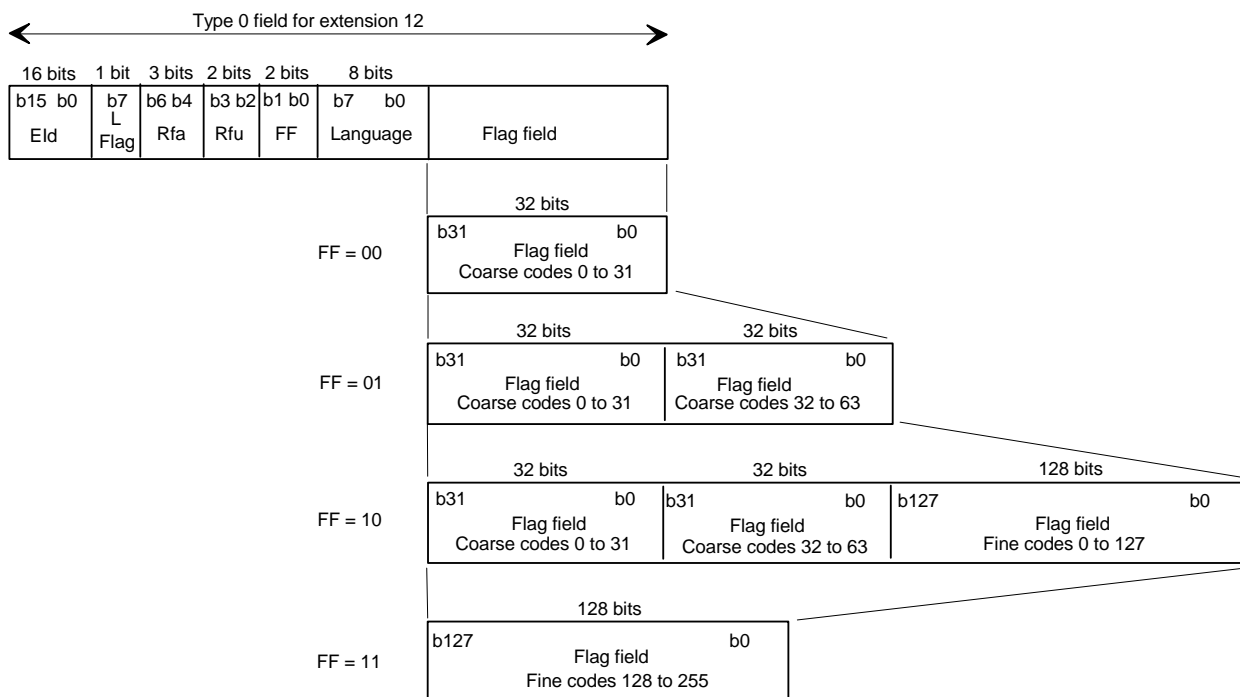 Type 0 field for extension 12
16 bits 1 bit 3 bits 2 bits 2 bits 8 bits
b15 b0 b7 b6 b4 b3 b2 b1 b0 b7 b0
L
EId Flag Rfa Rfu FF Language Flag field
32 bits
b31 b0
FF = 00
Flag field
Coarse codes 0 to 31
32 bits 32 bits
b31 b0 b31 b0
FF = 01
Flag field Flag field
Coarse codes 0 to 31 Coarse codes 32 to 63
32 bits 32 bits 128 bits
b31 b0 b31 b0 b127 b0
FF = 10
Flag field Flag field Flag field
Coarse codes 0 to 31 Coarse codes 32 to 63 Fine codes 0 to 127
128 bits
b127 b0
FF = 11
Flag field
Fine codes 128 to 255